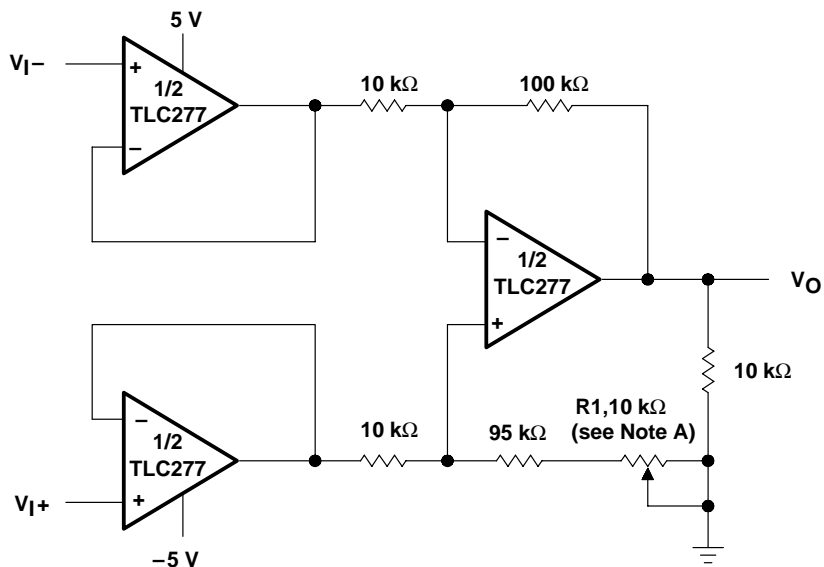 5 V
VI−
+
1/2
TLC277
−
10 kΩ
100 kΩ
−
1/2
TLC277
+
VO
10 kΩ
−
1/2
TLC277
+
VI+
−5 V
10 kΩ
95 kΩ
R1,10 kΩ
(see Note A)